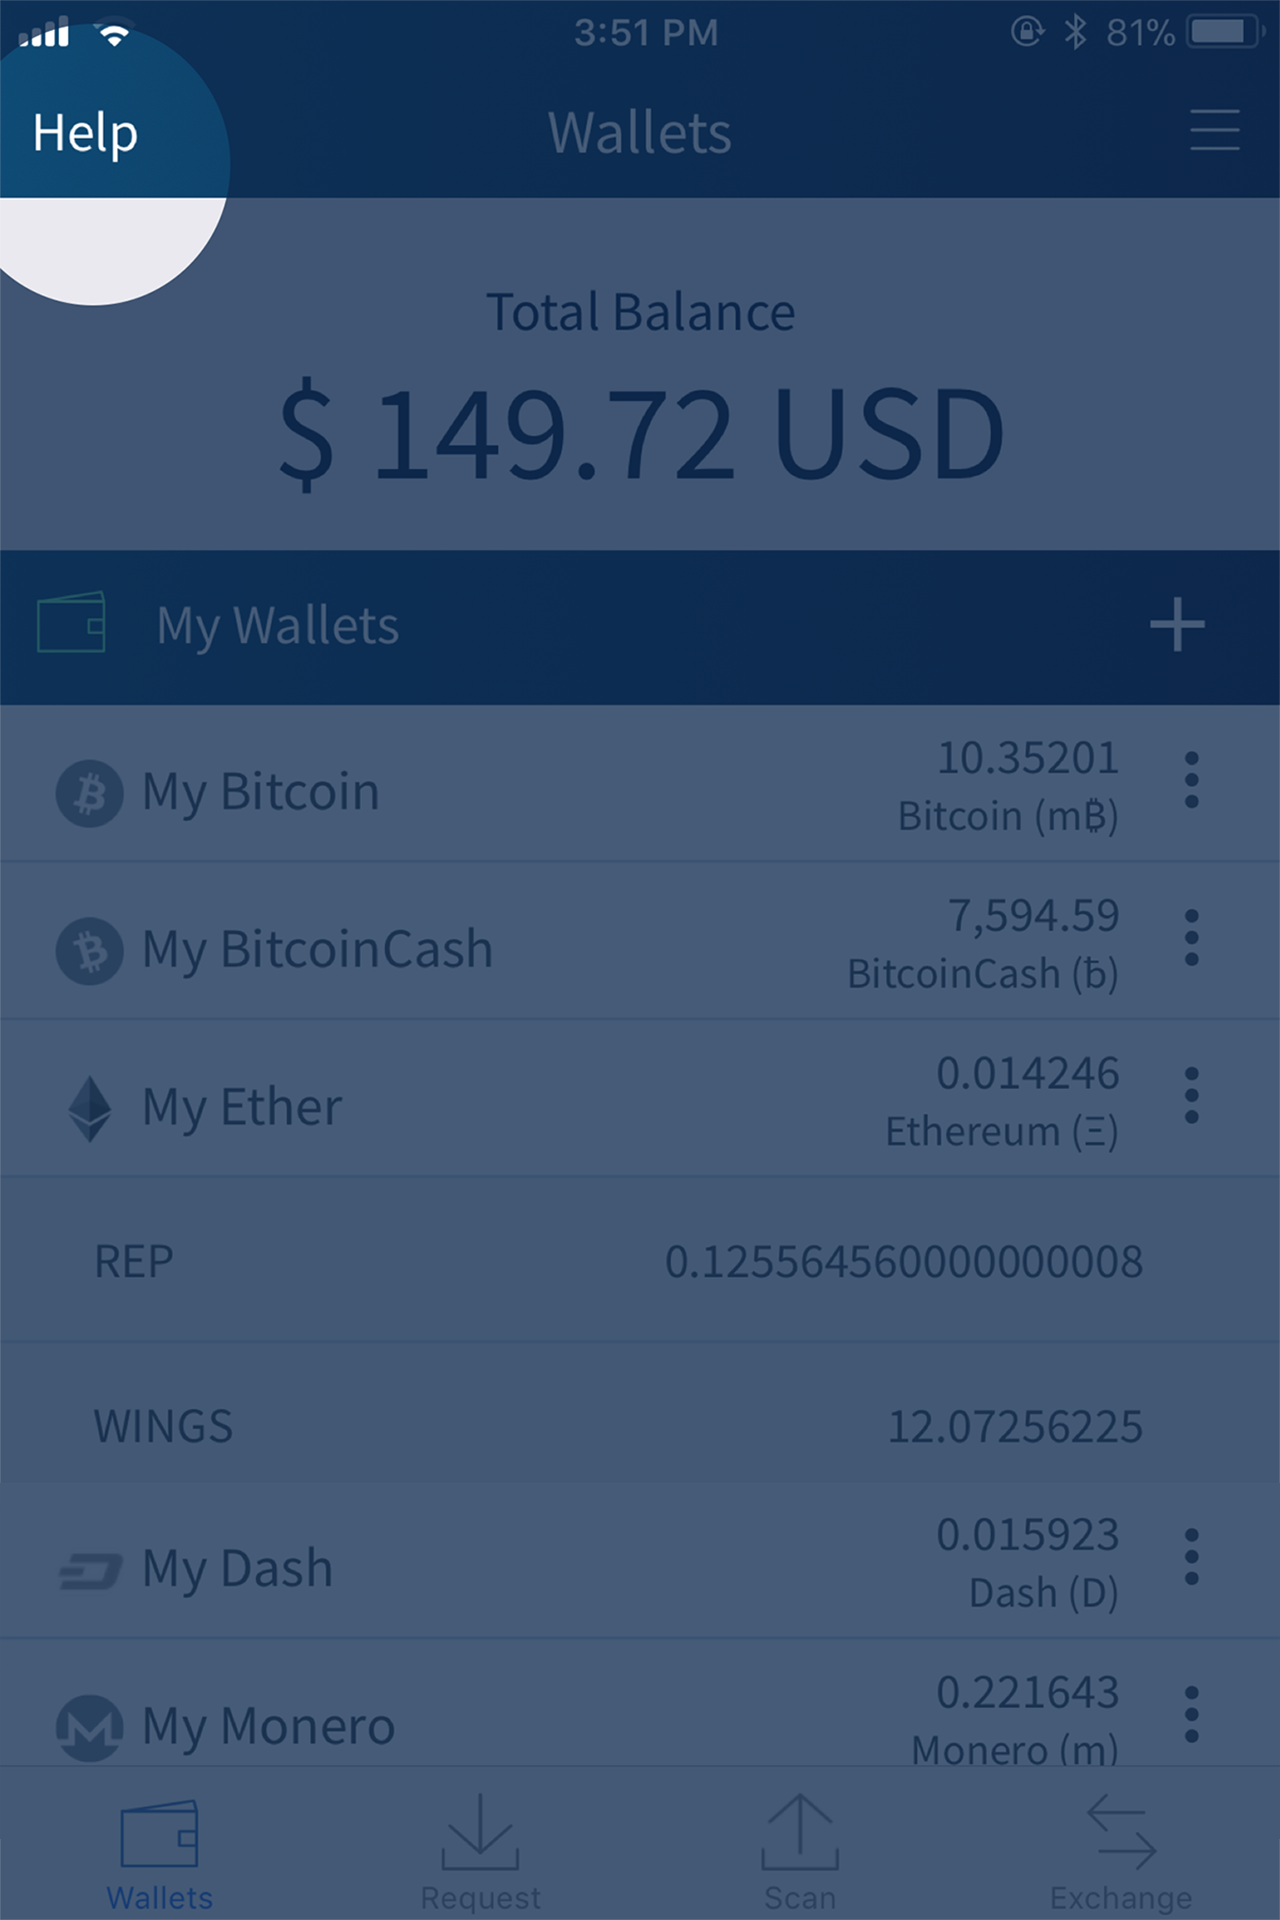 3:51 PM 81%
Help Wallets
Total Balance
$ 149.72 USD
My Wallets +
My Bitcoin 10.35201
Bitcoin (m₿)
My BitcoinCash 7,594.59
BitcoinCash (ƀ)
My Ether 0.014246
Ethereum (Ξ)
REP 0.125564560000000008
WINGS 12.07256225
My Dash 0.015923
Dash (D)
My Monero 0.221643
Monero (m)
Wallets Request Scan Exchange